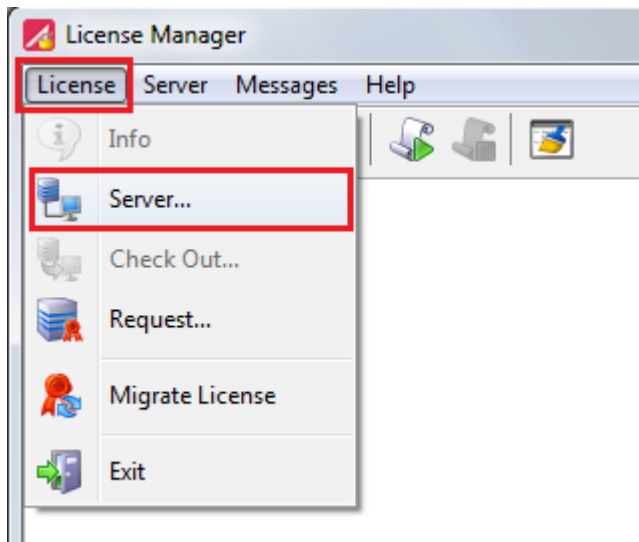 License Manager
License Server Messages Help
Info
Server...
Check Out...
Request...
Migrate License
Exit